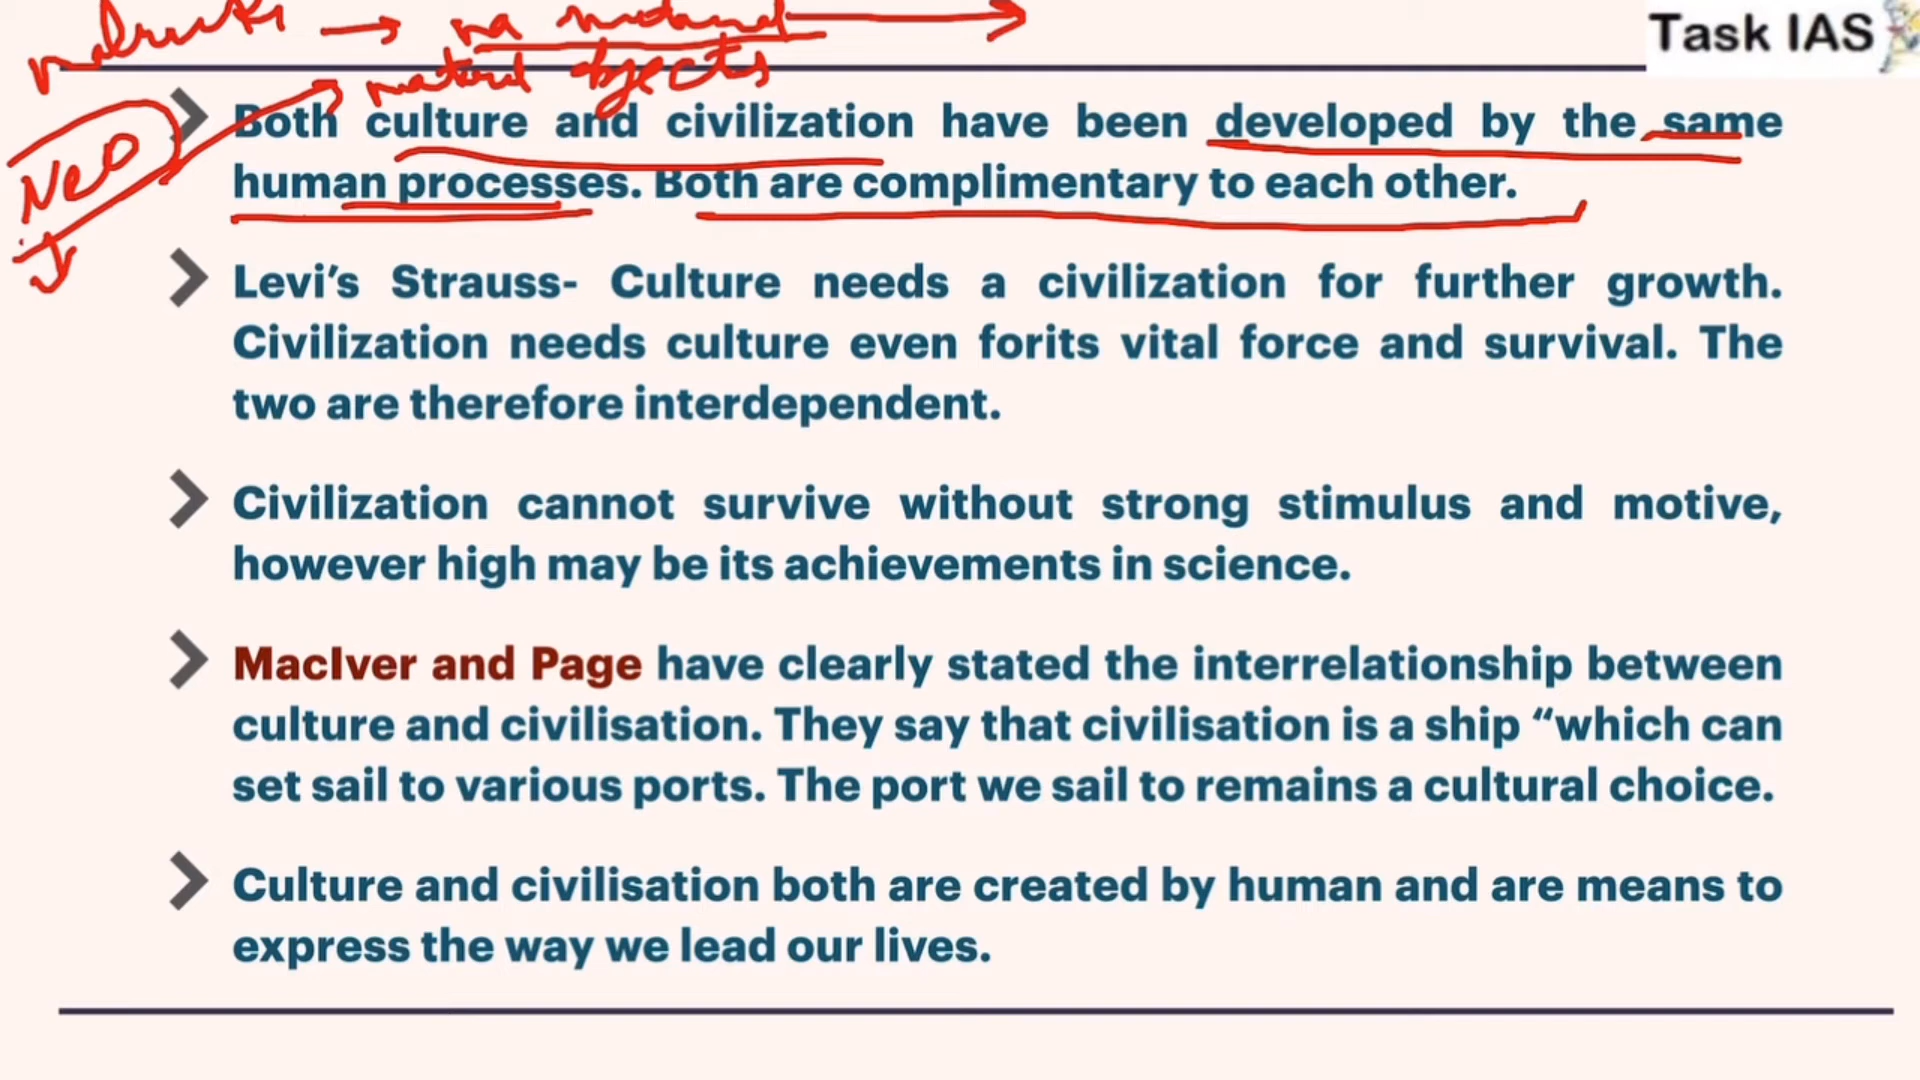 Task IAS
material
material objects
Neo
Both culture and civilization have been developed by the same
human processes. Both are complimentary to each other.
Levi’s Strauss- Culture needs a civilization for further growth.
Civilization needs culture even forits vital force and survival. The
two are therefore interdependent.
Civilization cannot survive without strong stimulus and motive,
however high may be its achievements in science.
MacIver and Page have clearly stated the interrelationship between
culture and civilisation. They say that civilisation is a ship “which can
set sail to various ports. The port we sail to remains a cultural choice.
Culture and civilisation both are created by human and are means to
express the way we lead our lives.